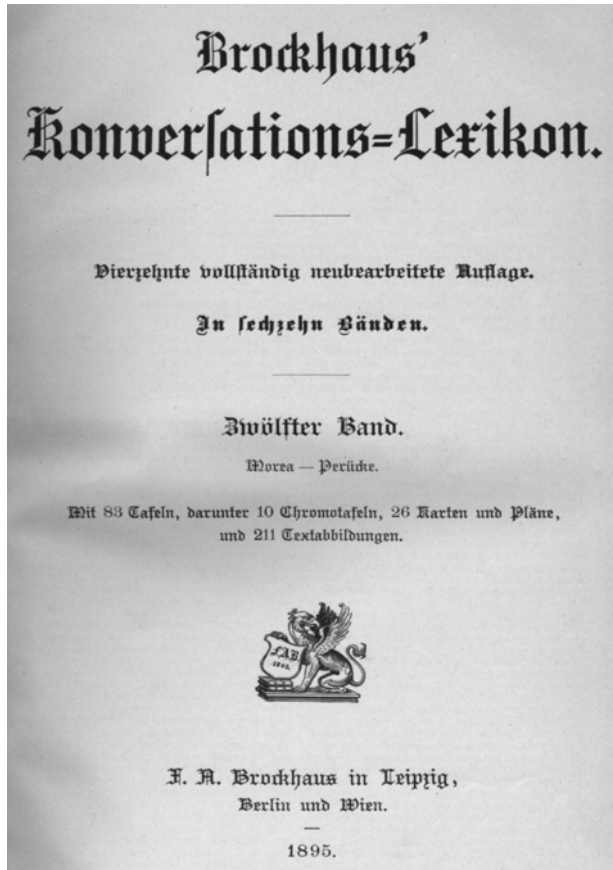 Brockhaus’
Konverſations=Lexikon.
Vierzehnte vollſtändig neubearbeitete Auflage.
In ſechzehn Bänden.
Zwölfter Band.
Morea — Perücke.
Mit 83 Tafeln, darunter 10 Chromotafeln, 26 Karten und Pläne,
und 211 Textabbildungen.
F.A.B
F. A. Brockhaus in Leipzig,
Berlin und Wien.
1895.